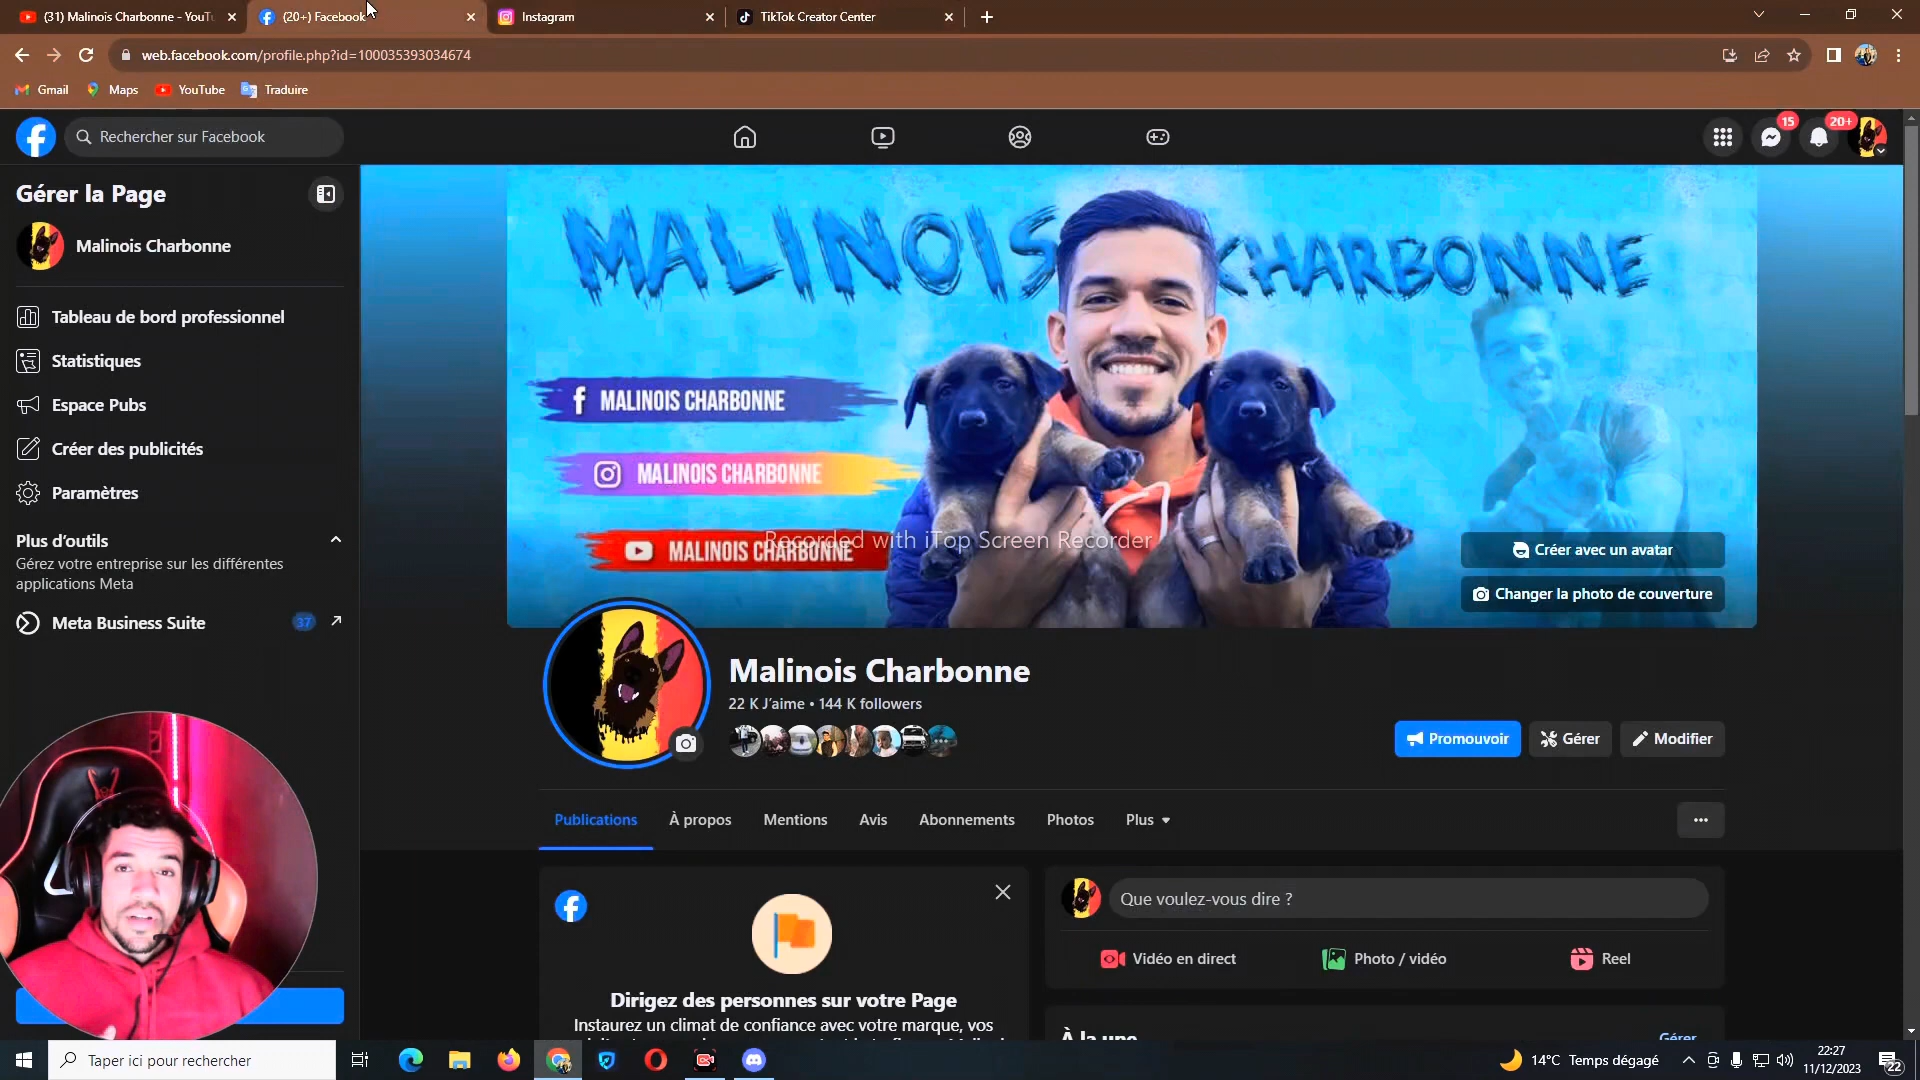 (31) Malinois Charbonne - YouTu
(20+) Facebook
Instagram
TikTok Creator Center
web.facebook.com/profile.php?id=100035393034674
Gmail
Maps
YouTube
Traduire
Rechercher sur Facebook
15
20+
Gérer la Page
Malinois Charbonne
Tableau de bord professionnel
Statistiques
Espace Pubs
Créer des publicités
Paramètres
Plus d'outils
Gérez votre entreprise sur les différentes
applications Meta
Meta Business Suite
37
MALINOIS CHARBONNE
MALINOIS CHARBONNE
MALINOIS CHARBONNE
MALINOIS CHARBONNE
Recorded with iTop Screen Recorder
Créer avec un avatar
Changer la photo de couverture
Malinois Charbonne
22 K J'aime • 144 K followers
Promouvoir
Gérer
Modifier
Publications
À propos
Mentions
Avis
Abonnements
Photos
Plus
Dirigez des personnes sur votre Page
Instaurez un climat de confiance avec votre marque, vos
Que voulez-vous dire ?
Vidéo en direct
Photo / vidéo
Reel
À la une
Gérer
Taper ici pour rechercher
14°C Temps dégagé
22:27
11/12/2023
22